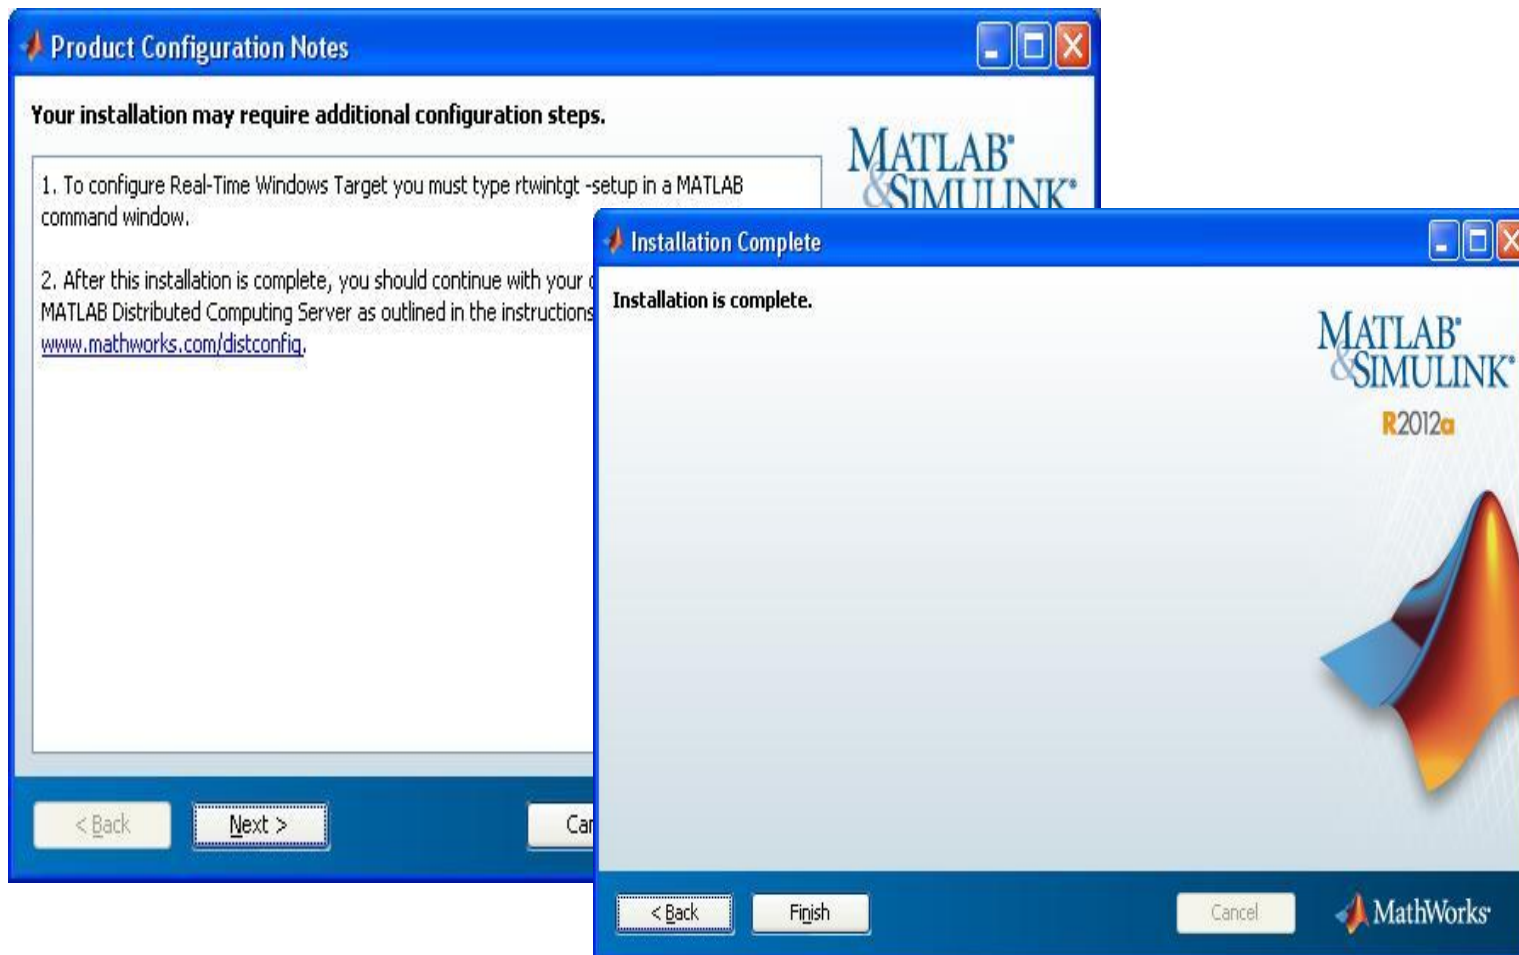 Product Configuration Notes
Your installation may require additional configuration steps.
1. To configure Real-Time Windows Target you must type rtwintgt -setup in a MATLAB
command window.
2. After this installation is complete, you should continue with your
MATLAB Distributed Computing Server as outlined in the instructions
www.mathworks.com/distconfig.
MATLAB®
&SIMULINK®
< Back
Next >
Installation Complete
Installation is complete.
MATLAB®
&SIMULINK®
R2012a
< Back
Finish
Cancel
MathWorks®